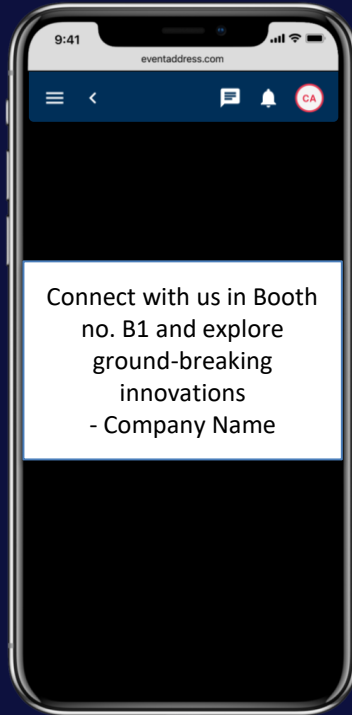 9:41
eventaddress.com
CA
Connect with us in Booth
no. B1 and explore
ground-breaking
innovations
- Company Name